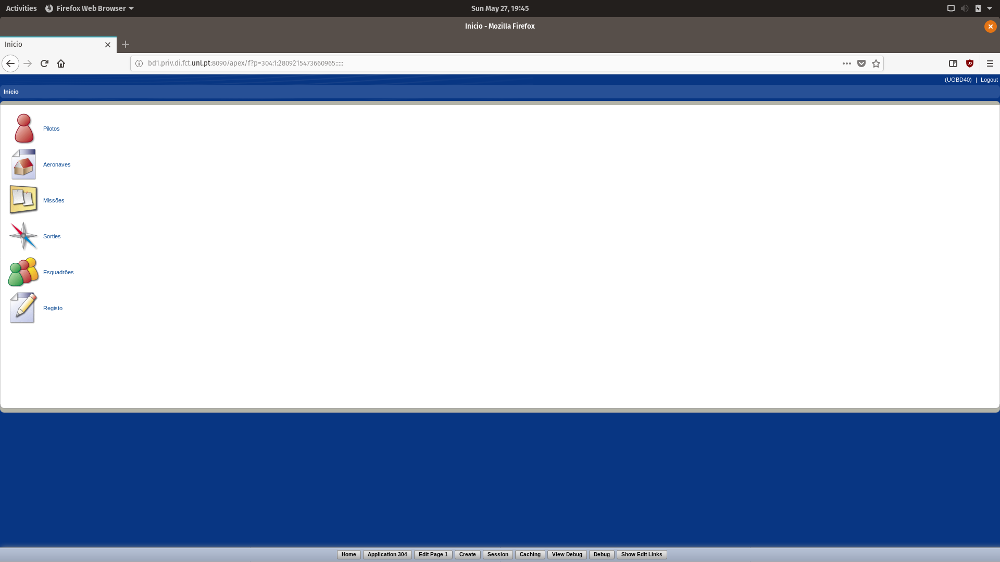 Activities Firefox Web Browser Sun May 27, 19:45
Inicio - Mozilla Firefox
Inicio
bd1.priv.di.fct.unl.pt:8090/apex/f?p=304:1:2809215473660965:::::
(UGBD40) | Logout
Inicio
Pilotos
Aeronaves
Missões
Sorties
Esquadrões
Registo
Home Application 304 Edit Page 1 Create Session Caching View Debug Debug Show Edit Links